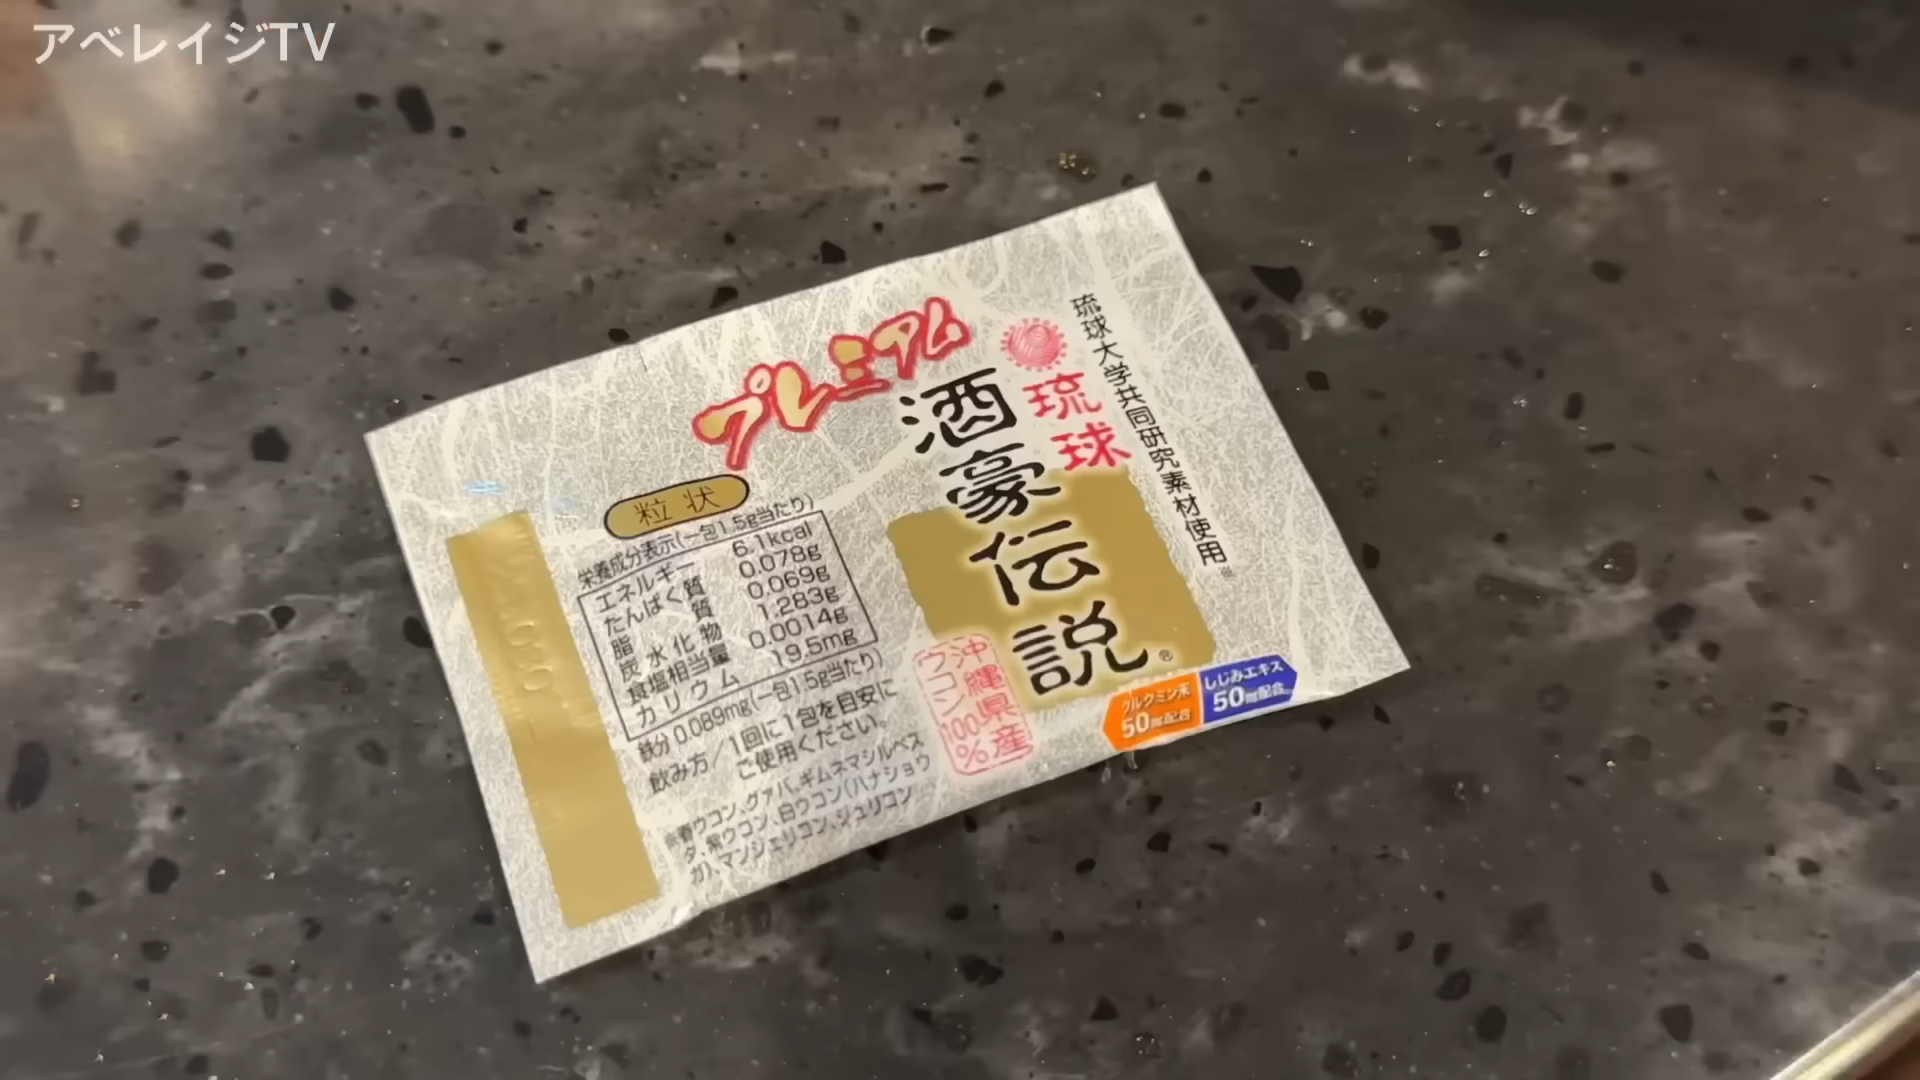 アベレイジTV
琉球大学共同研究素材使用※
琉球
プレミアム
酒豪伝説®
粒状
栄養成分表示(一包1.5g当たり)
エネルギー 6.1kcal
たんぱく質 0.078g
脂質 0.069g
炭水化物 1.283g
食塩相当量 0.0014g
カリウム 19.5mg
鉄分 0.089mg(一包1.5g当たり)
飲み方／1回に1包を目安に
ご使用ください。
※春ウコン、グァバ、ギムネマシルベス
タ、紫ウコン、白ウコン(ハナショウ
ガ)、マンジェリコン、ジュリコン
沖縄県産
ウコン100%
クルクミン末
50mg配合
しじみエキス
50mg配合